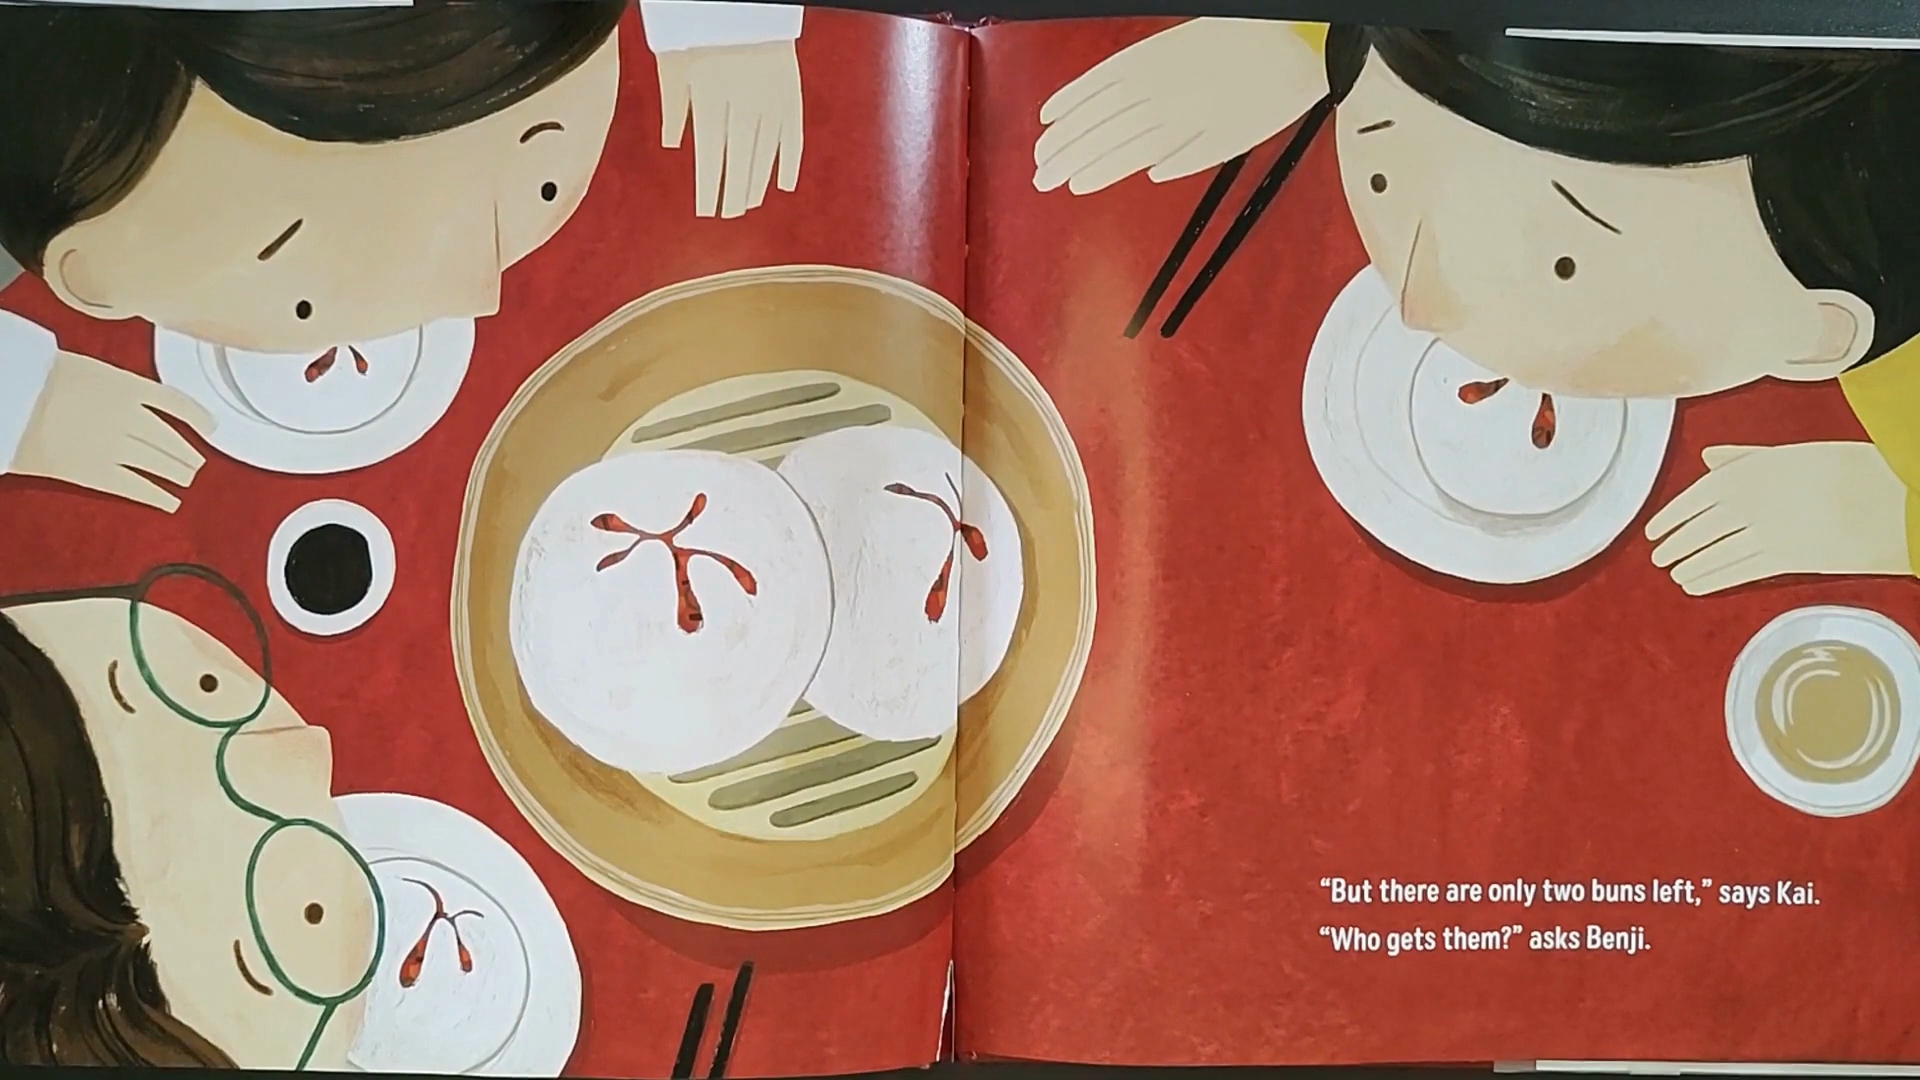 “But there are only two buns left,” says Kai.
“Who gets them?” asks Benji.